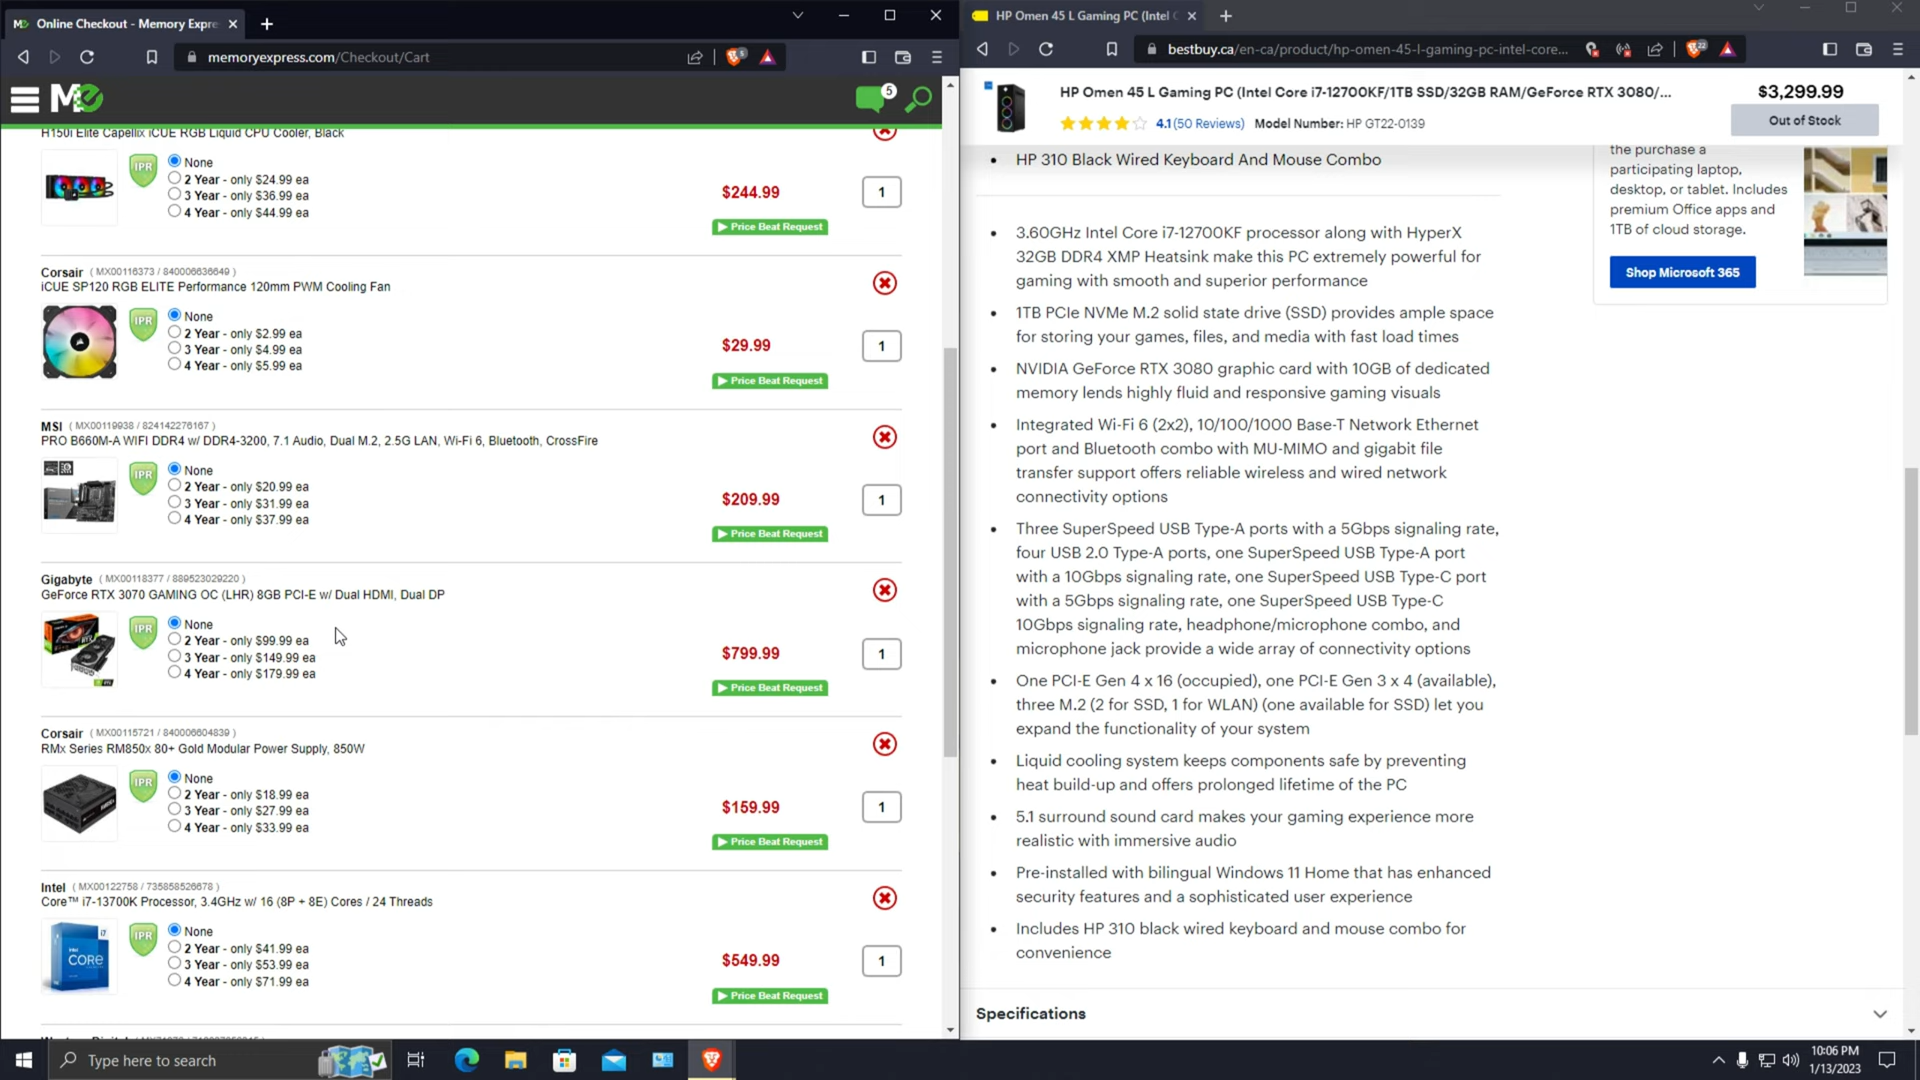 Online Checkout - Memory Expre
memoryexpress.com/Checkout/Cart
5
5
H150i Elite Capellix iCUE RGB Liquid CPU Cooler, Black
IPR
None
2 Year - only $24.99 ea
3 Year - only $36.99 ea
4 Year - only $44.99 ea
$244.99
1
Price Beat Request
Corsair ( MX00116373 / 840006636649 )
iCUE SP120 RGB ELITE Performance 120mm PWM Cooling Fan
IPR
None
2 Year - only $2.99 ea
3 Year - only $4.99 ea
4 Year - only $5.99 ea
$29.99
1
Price Beat Request
MSI ( MX00119938 / 824142276167 )
PRO B660M-A WIFI DDR4 w/ DDR4-3200, 7.1 Audio, Dual M.2, 2.5G LAN, Wi-Fi 6, Bluetooth, CrossFire
IPR
None
2 Year - only $20.99 ea
3 Year - only $31.99 ea
4 Year - only $37.99 ea
$209.99
1
Price Beat Request
Gigabyte ( MX00118377 / 889523029220 )
GeForce RTX 3070 GAMING OC (LHR) 8GB PCI-E w/ Dual HDMI, Dual DP
IPR
None
2 Year - only $99.99 ea
3 Year - only $149.99 ea
4 Year - only $179.99 ea
$799.99
1
Price Beat Request
Corsair ( MX00115721 / 840006604839 )
RMx Series RM850x 80+ Gold Modular Power Supply, 850W
IPR
None
2 Year - only $18.99 ea
3 Year - only $27.99 ea
4 Year - only $33.99 ea
$159.99
1
Price Beat Request
Intel ( MX00122758 / 735858526678 )
Core™ i7-13700K Processor, 3.4GHz w/ 16 (8P + 8E) Cores / 24 Threads
CORE i7
IPR
None
2 Year - only $41.99 ea
3 Year - only $53.99 ea
4 Year - only $71.99 ea
$549.99
1
Price Beat Request
HP Omen 45 L Gaming PC (Intel C
bestbuy.ca/en-ca/product/hp-omen-45-l-gaming-pc-intel-core...
22
HP Omen 45 L Gaming PC (Intel Core i7-12700KF/1TB SSD/32GB RAM/GeForce RTX 3080/...
4.1 (50 Reviews) Model Number: HP GT22-0139
$3,299.99
Out of Stock
HP 310 Black Wired Keyboard And Mouse Combo
3.60GHz Intel Core i7-12700KF processor along with HyperX
32GB DDR4 XMP Heatsink make this PC extremely powerful for
gaming with smooth and superior performance
1TB PCIe NVMe M.2 solid state drive (SSD) provides ample space
for storing your games, files, and media with fast load times
NVIDIA GeForce RTX 3080 graphic card with 10GB of dedicated
memory lends highly fluid and responsive gaming visuals
Integrated Wi-Fi 6 (2x2), 10/100/1000 Base-T Network Ethernet
port and Bluetooth combo with MU-MIMO and gigabit file
transfer support offers reliable wireless and wired network
connectivity options
Three SuperSpeed USB Type-A ports with a 5Gbps signaling rate,
four USB 2.0 Type-A ports, one SuperSpeed USB Type-A port
with a 10Gbps signaling rate, one SuperSpeed USB Type-C port
with a 5Gbps signaling rate, one SuperSpeed USB Type-C
10Gbps signaling rate, headphone/microphone combo, and
microphone jack provide a wide array of connectivity options
One PCI-E Gen 4 x 16 (occupied), one PCI-E Gen 3 x 4 (available),
three M.2 (2 for SSD, 1 for WLAN) (one available for SSD) let you
expand the functionality of your system
Liquid cooling system keeps components safe by preventing
heat build-up and offers prolonged lifetime of the PC
5.1 surround sound card makes your gaming experience more
realistic with immersive audio
Pre-installed with bilingual Windows 11 Home that has enhanced
security features and a sophisticated user experience
Includes HP 310 black wired keyboard and mouse combo for
convenience
Specifications
the purchase a
participating laptop,
desktop, or tablet. Includes
premium Office apps and
1TB of cloud storage.
Shop Microsoft 365
Type here to search
10:06 PM
1/13/2023